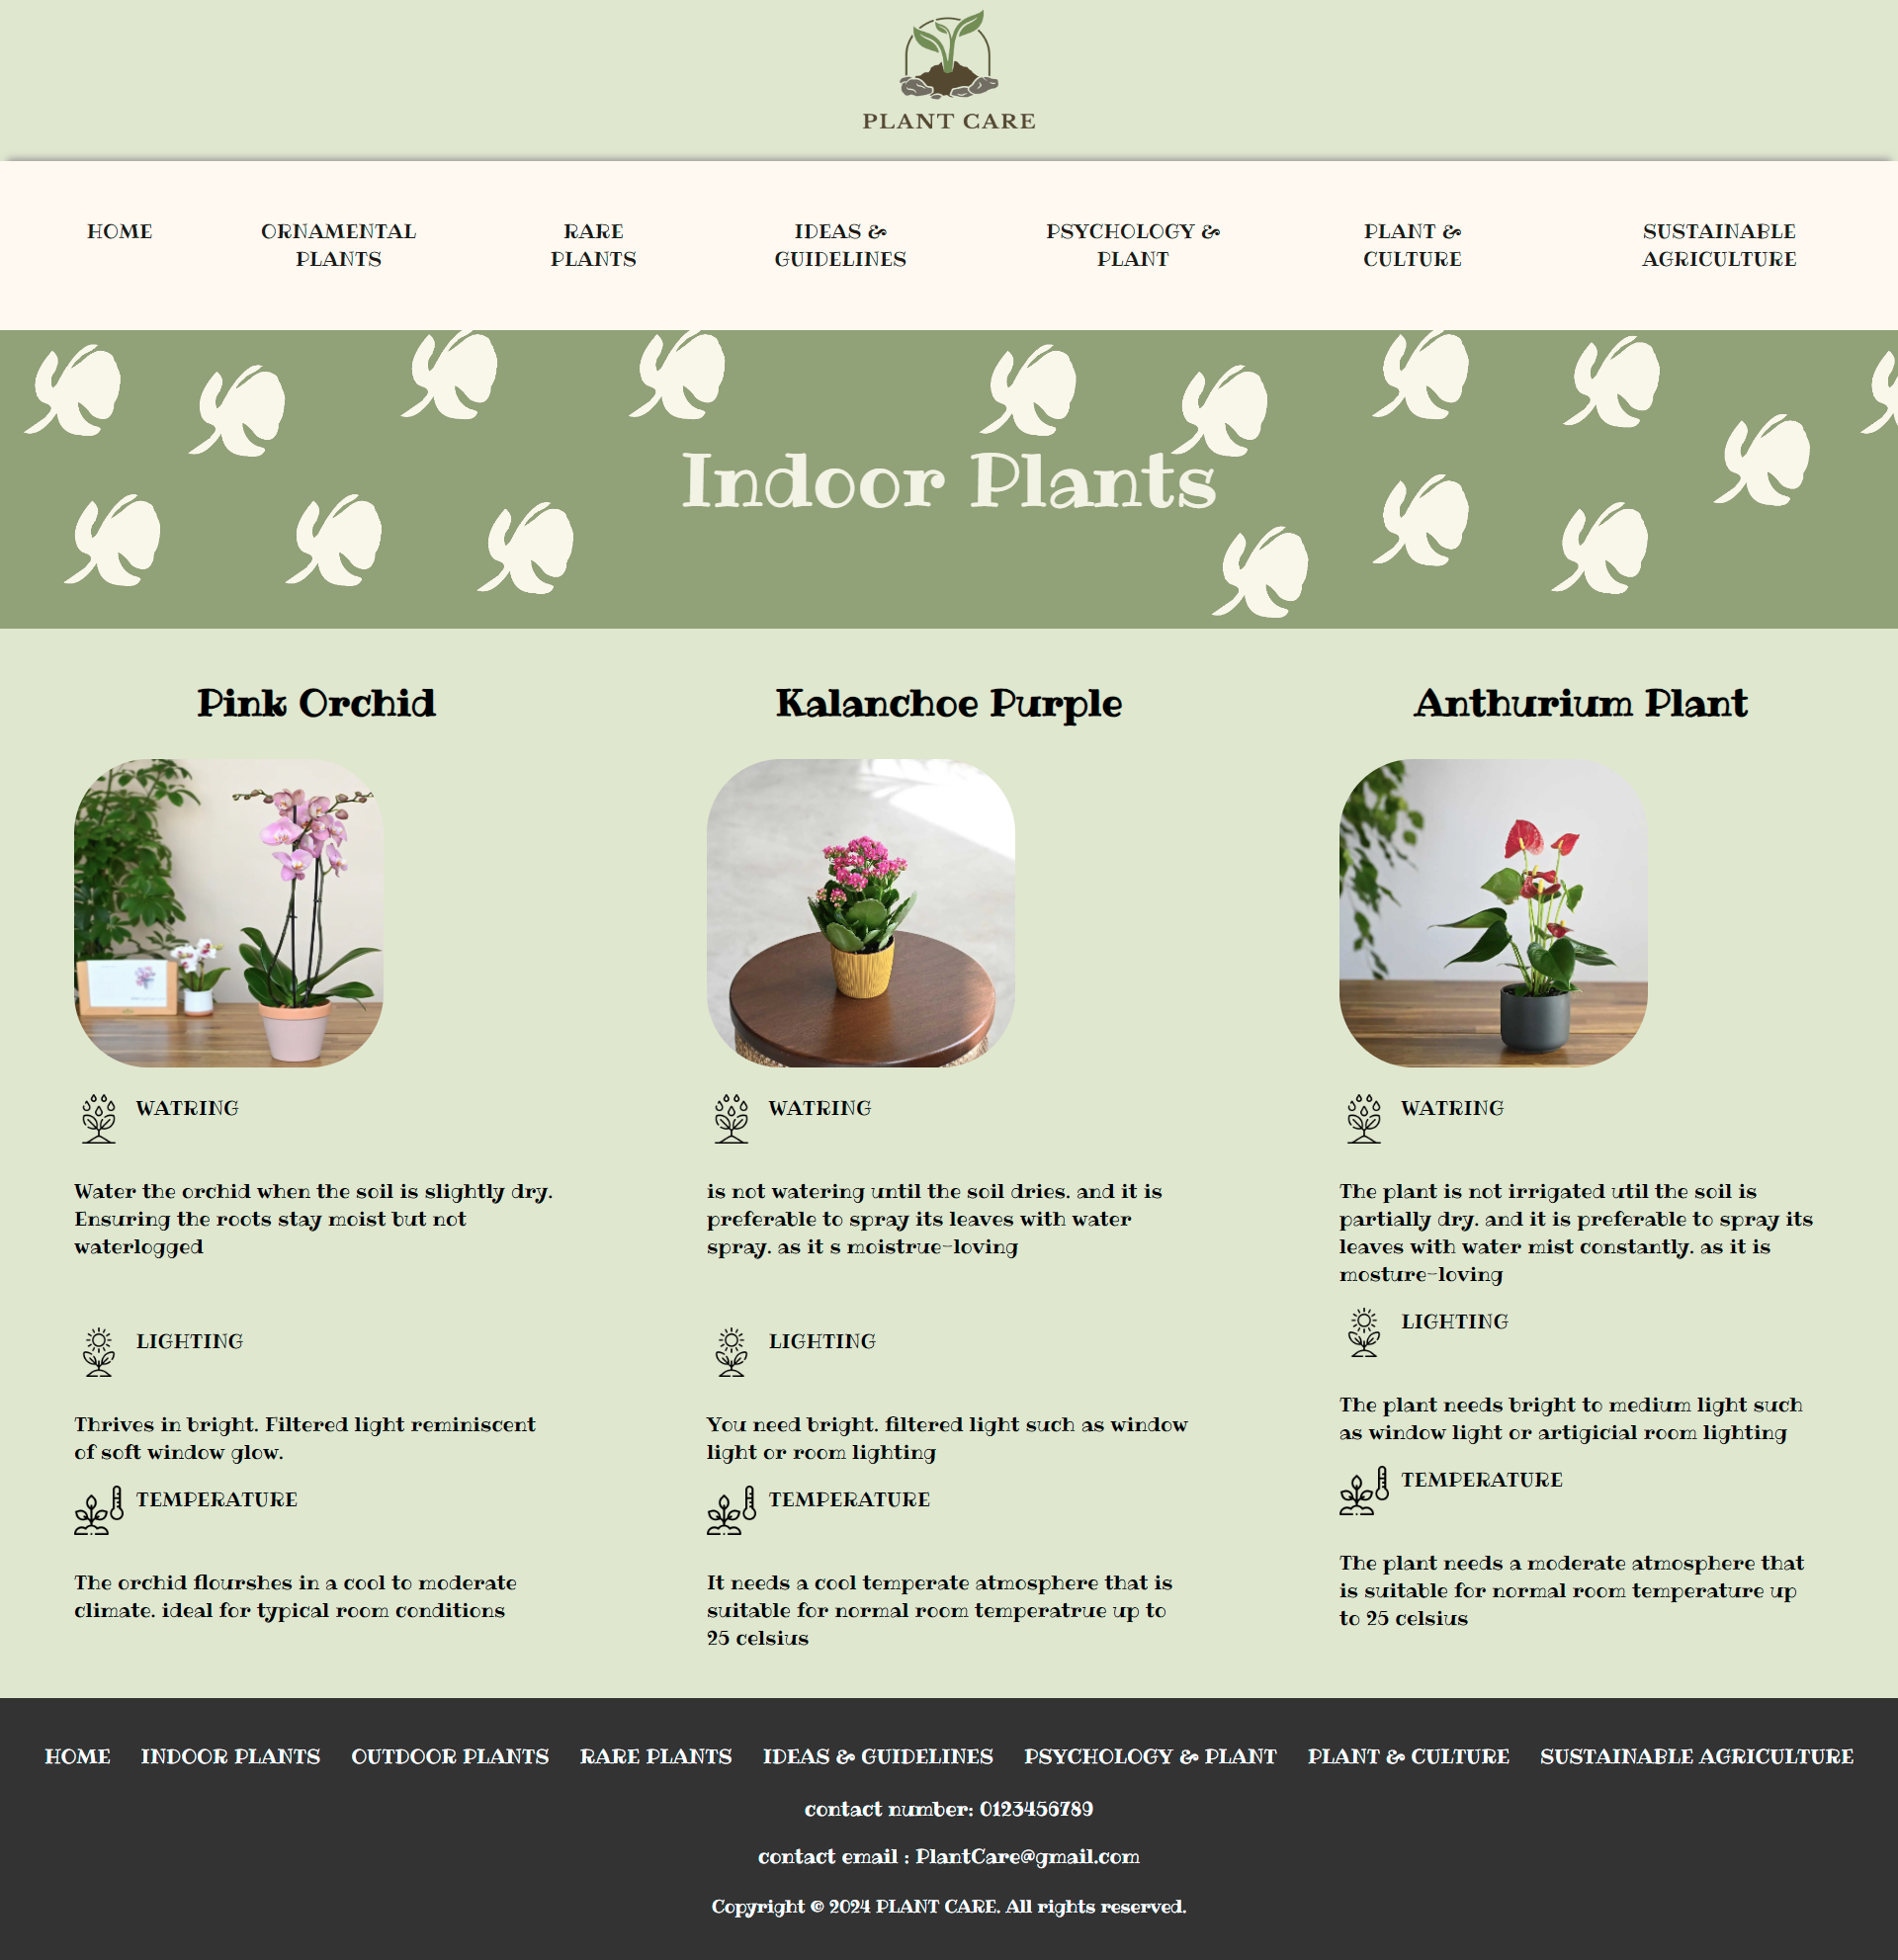 PLANT CARE
HOME
ORNAMENTAL
PLANTS
RARE
PLANTS
IDEAS &
GUIDELINES
PSYCHOLOGY &
PLANT
PLANT &
CULTURE
SUSTAINABLE
AGRICULTURE
Indoor Plants
Pink Orchid
WATRING
Water the orchid when the soil is slightly dry.
Ensuring the roots stay moist but not
waterlogged
LIGHTING
Thrives in bright. Filtered light reminiscent
of soft window glow.
TEMPERATURE
The orchid flourshes in a cool to moderate
climate. ideal for typical room conditions
Kalanchoe Purple
WATRING
is not watering until the soil dries. and it is
preferable to spray its leaves with water
spray. as it s moistrue-loving
LIGHTING
You need bright. filtered light such as window
light or room lighting
TEMPERATURE
It needs a cool temperate atmosphere that is
suitable for normal room temperatrue up to
25 celsius
Anthurium Plant
WATRING
The plant is not irrigated util the soil is
partially dry. and it is preferable to spray its
leaves with water mist constantly. as it is
mosture-loving
LIGHTING
The plant needs bright to medium light such
as window light or artigicial room lighting
TEMPERATURE
The plant needs a moderate atmosphere that
is suitable for normal room temperature up
to 25 celsius
HOME INDOOR PLANTS OUTDOOR PLANTS RARE PLANTS IDEAS & GUIDELINES PSYCHOLOGY & PLANT PLANT & CULTURE SUSTAINABLE AGRICULTURE
contact number: 0123456789
contact email : PlantCare@gmail.com
Copyright © 2024 PLANT CARE. All rights reserved.